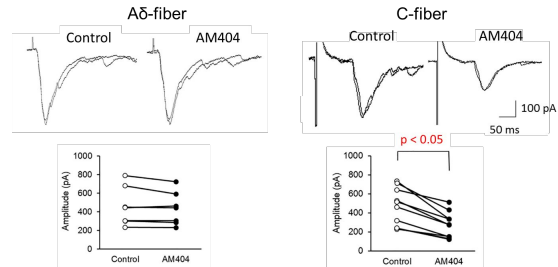 Aδ-fiber
Control
AM404
C-fiber
Control
AM404
100 pA
50 ms
1000
800
600
400
200
0
Amplitude (pA)
Control
AM404
p < 0.05
1000
800
600
400
200
0
Amplitude (pA)
Control
AM404